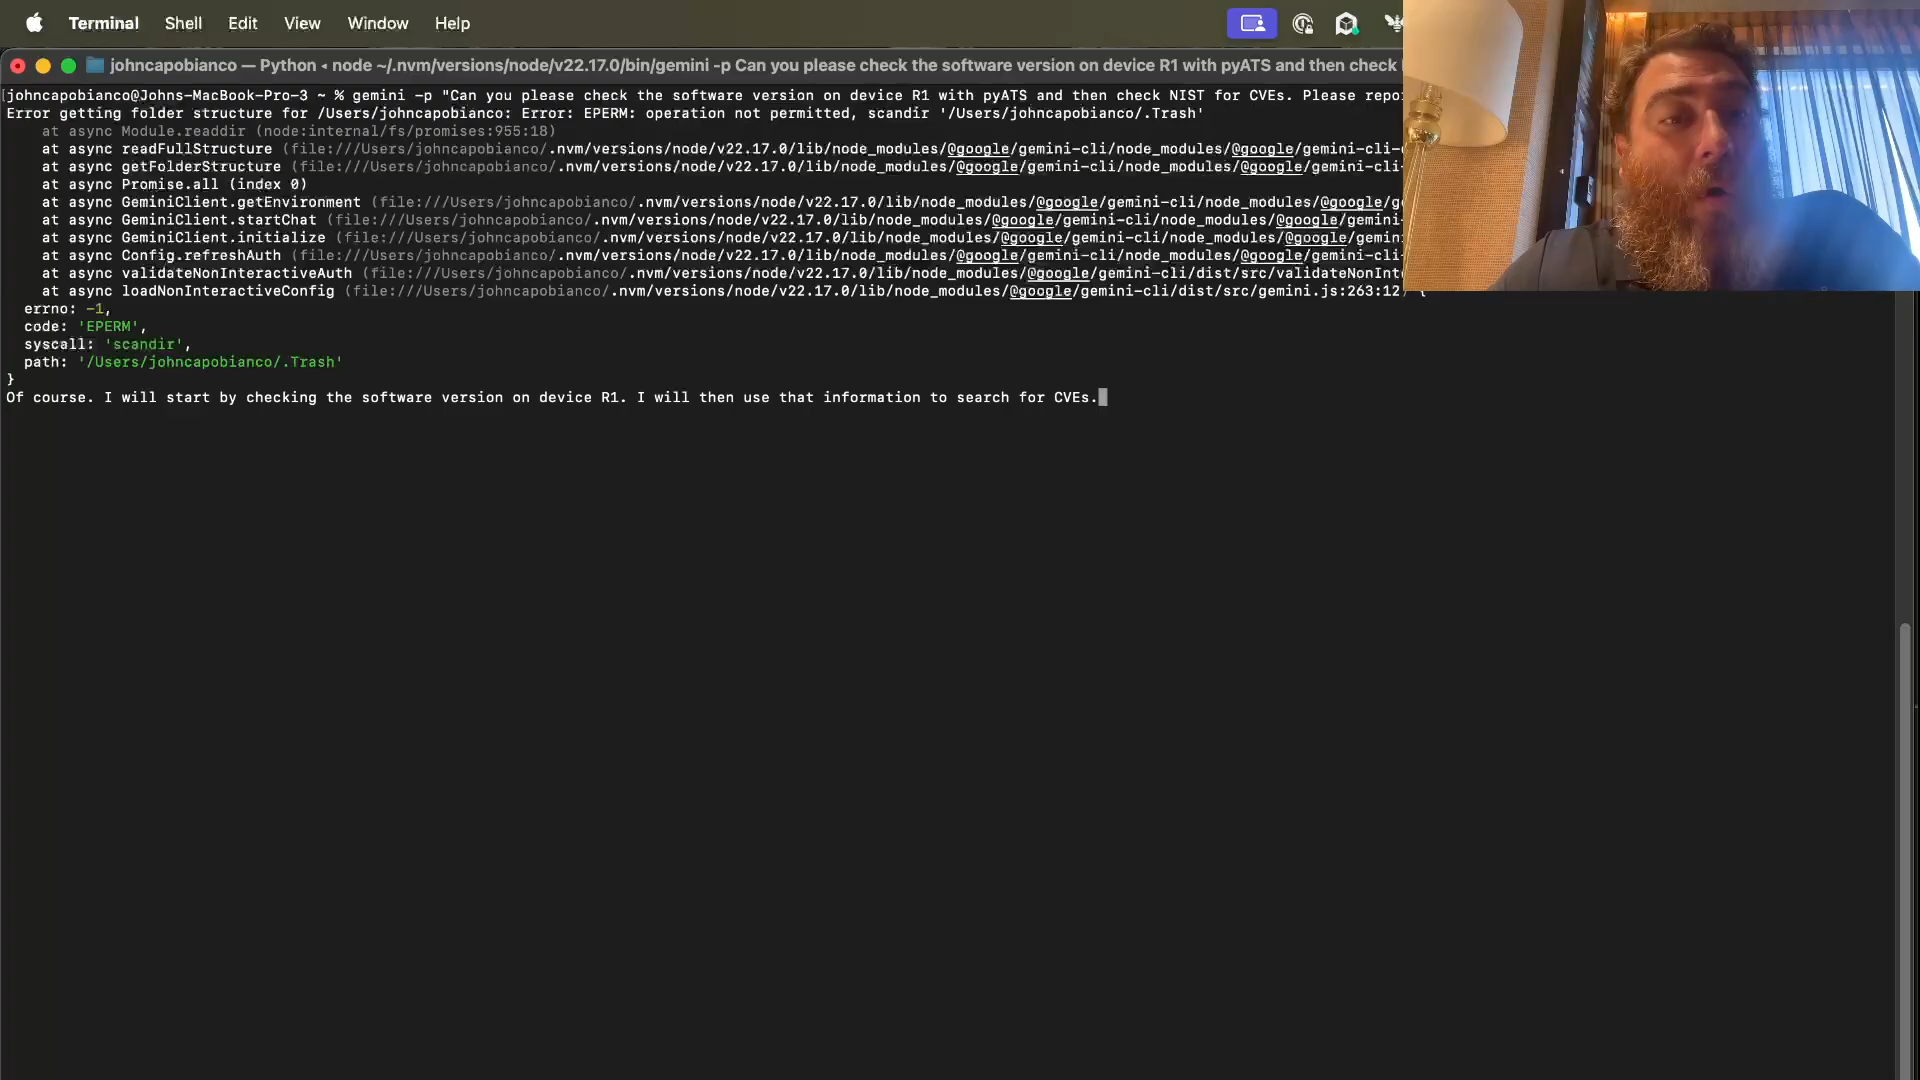 Terminal Shell Edit View Window Help
johncapobianco — Python ◂ node ~/.nvm/versions/node/v22.17.0/bin/gemini -p Can you please check the software version on device R1 with pyATS and then check
johncapobianco@Johns-MacBook-Pro-3 ~ % gemini -p "Can you please check the software version on device R1 with pyATS and then check NIST for CVEs. Please repor
Error getting folder structure for /Users/johncapobianco: Error: EPERM: operation not permitted, scandir '/Users/johncapobianco/.Trash'
at async Module.readdir (node:internal/fs/promises:955:18)
at async readFullStructure (file:///Users/johncapobianco/.nvm/versions/node/v22.17.0/lib/node_modules/@google/gemini-cli/node_modules/@google/gemini-cli-
at async getFolderStructure (file:///Users/johncapobianco/.nvm/versions/node/v22.17.0/lib/node_modules/@google/gemini-cli/node_modules/@google/gemini-cli-
at async Promise.all (index 0)
at async GeminiClient.getEnvironment (file:///Users/johncapobianco/.nvm/versions/node/v22.17.0/lib/node_modules/@google/gemini-cli/node_modules/@google/g
at async GeminiClient.startChat (file:///Users/johncapobianco/.nvm/versions/node/v22.17.0/lib/node_modules/@google/gemini-cli/node_modules/@google/gemini-
at async GeminiClient.initialize (file:///Users/johncapobianco/.nvm/versions/node/v22.17.0/lib/node_modules/@google/gemini-cli/node_modules/@google/gemini
at async Config.refreshAuth (file:///Users/johncapobianco/.nvm/versions/node/v22.17.0/lib/node_modules/@google/gemini-cli/node_modules/@google/gemini-cli-
at async validateNonInteractiveAuth (file:///Users/johncapobianco/.nvm/versions/node/v22.17.0/lib/node_modules/@google/gemini-cli/dist/src/validateNonInte
at async loadNonInteractiveConfig (file:///Users/johncapobianco/.nvm/versions/node/v22.17.0/lib/node_modules/@google/gemini-cli/dist/src/gemini.js:263:12) {
errno: -1,
code: 'EPERM',
syscall: 'scandir',
path: '/Users/johncapobianco/.Trash'
}
Of course. I will start by checking the software version on device R1. I will then use that information to search for CVEs.